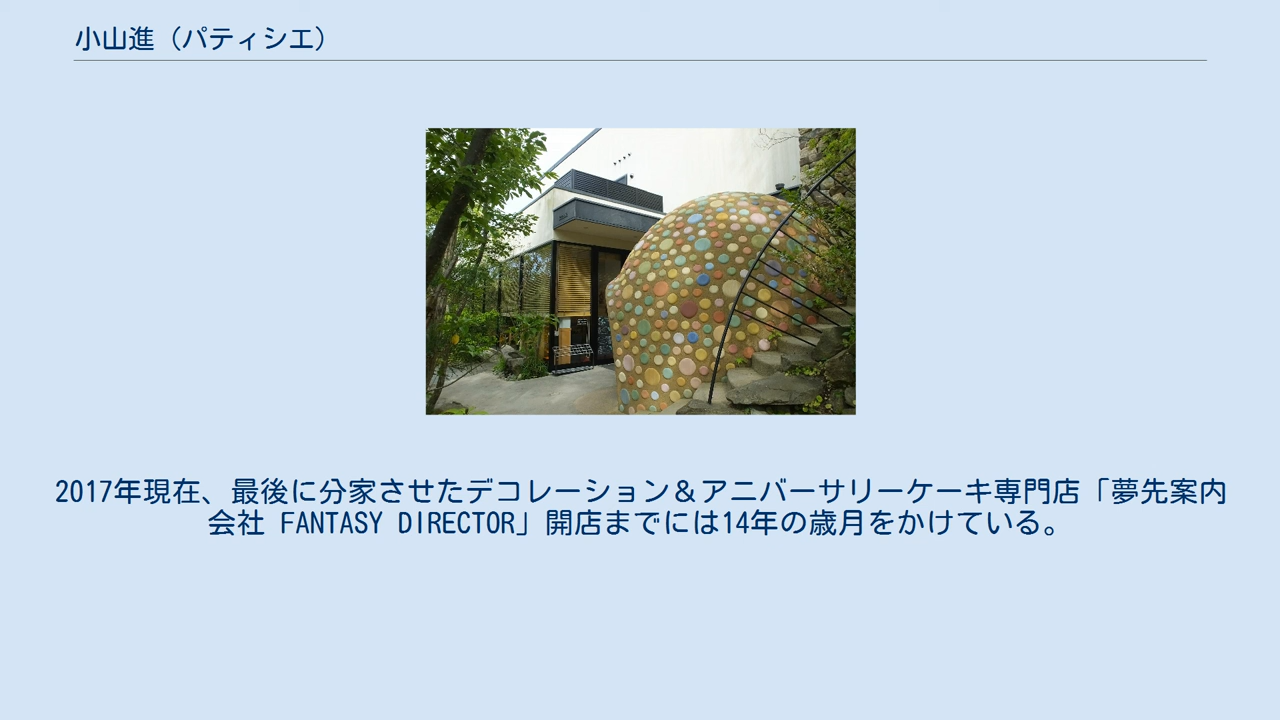 小山進（パティシエ）
2017年現在、最後に分家させたデコレーション＆アニバーサリーケーキ専門店「夢先案内
会社 FANTASY DIRECTOR」開店までには14年の歳月をかけている。